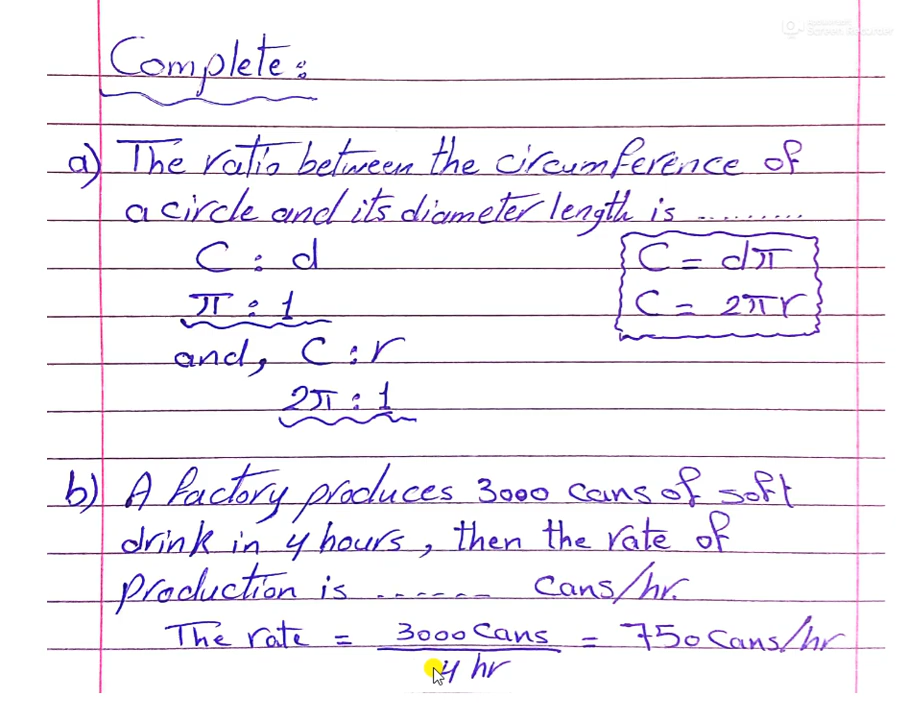 Screen Recorder
Complete:
a) The ratio between the circumference of
a circle and its diameter length is .........
C : d
C = dπ
π : 1
C = 2πr
and, C : r
2π : 1
b) A factory produces 3000 cans of soft
drink in 4 hours, then the rate of
production is ...... cans/hr.
The rate = 3000 cans / 4 hr = 750 cans/hr